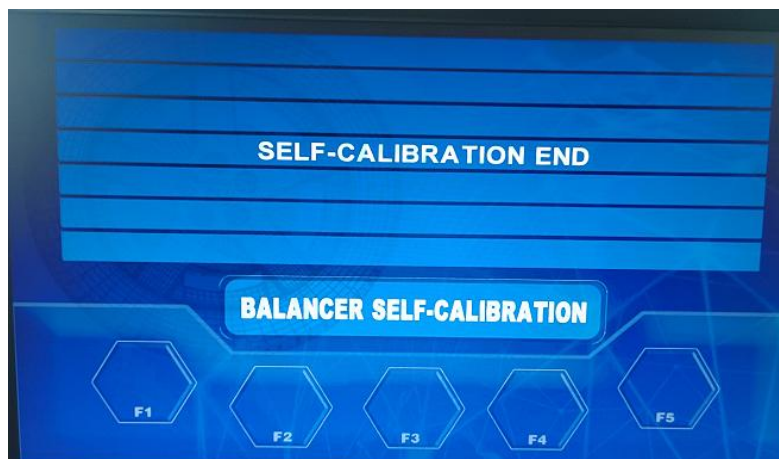 SELF-CALIBRATION END
BALANCER SELF-CALIBRATION
F1
F2
F3
F4
F5